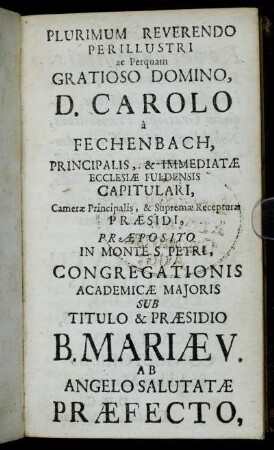 PLURIMUM REVERENDO
PERILLUSTRI
ac Perquam
GRATIOSO DOMINO,
D. CAROLO
à
FECHENBACH,
PRINCIPALIS, & IMMEDIATÆ
ECCLESIÆ FULDENSIS
CAPITULARI,
Cameræ Principalis, & Supremæ Recepturæ
PRÆSIDI,
PRÆPOSITO
IN MONTE S. PETRI,
CONGREGATIONIS
ACADEMICÆ MAJORIS
SUB
TITULO & PRÆSIDIO
B. MARIÆ V.
AB
ANGELO SALUTATÆ
PRÆFECTO,